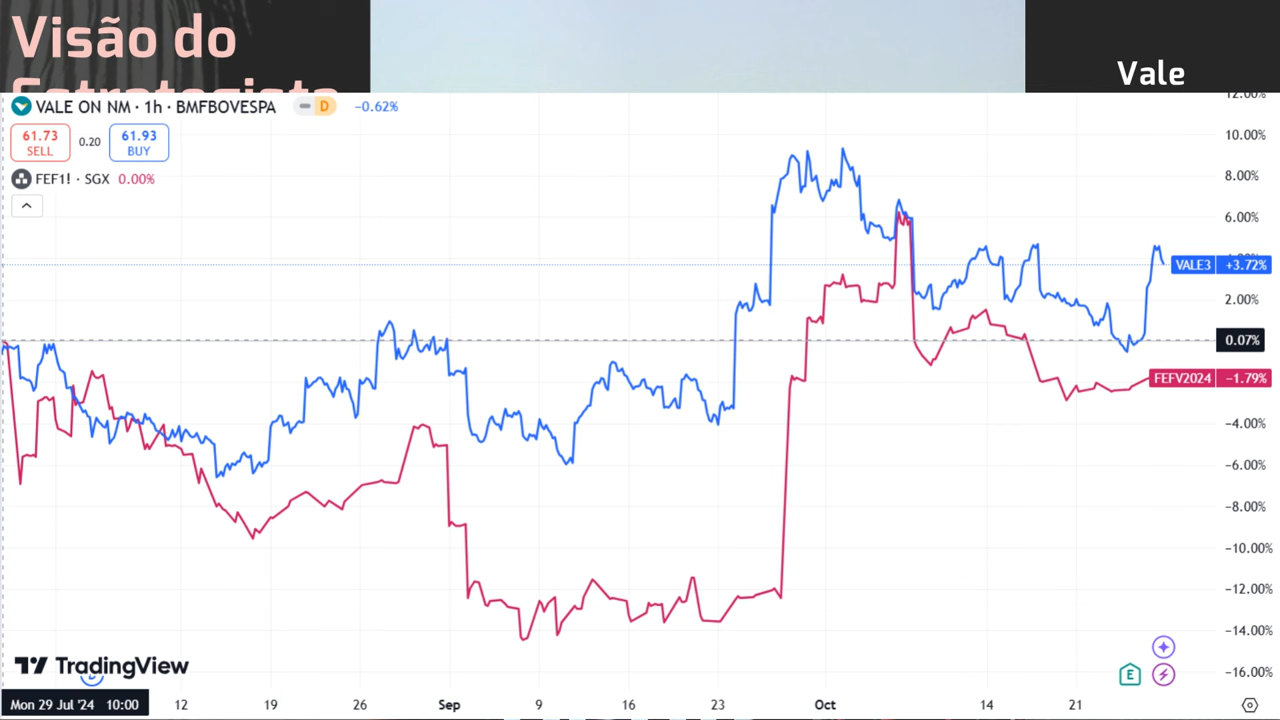 Visão do
Estrategista
Vale
VALE ON NM · 1h · BMFBOVESPA
D
−0.62%
61.73
SELL
0.20
61.93
BUY
FEF1! · SGX 0.00%
12.00%
10.00%
8.00%
6.00%
VALE3 +3.72%
2.00%
0.07%
FEFV2024 −1.79%
−4.00%
−6.00%
−8.00%
−10.00%
−12.00%
−14.00%
−16.00%
TradingView
E
Mon 29 Jul '24 10:00
12
19
26
Sep
9
16
23
Oct
14
21